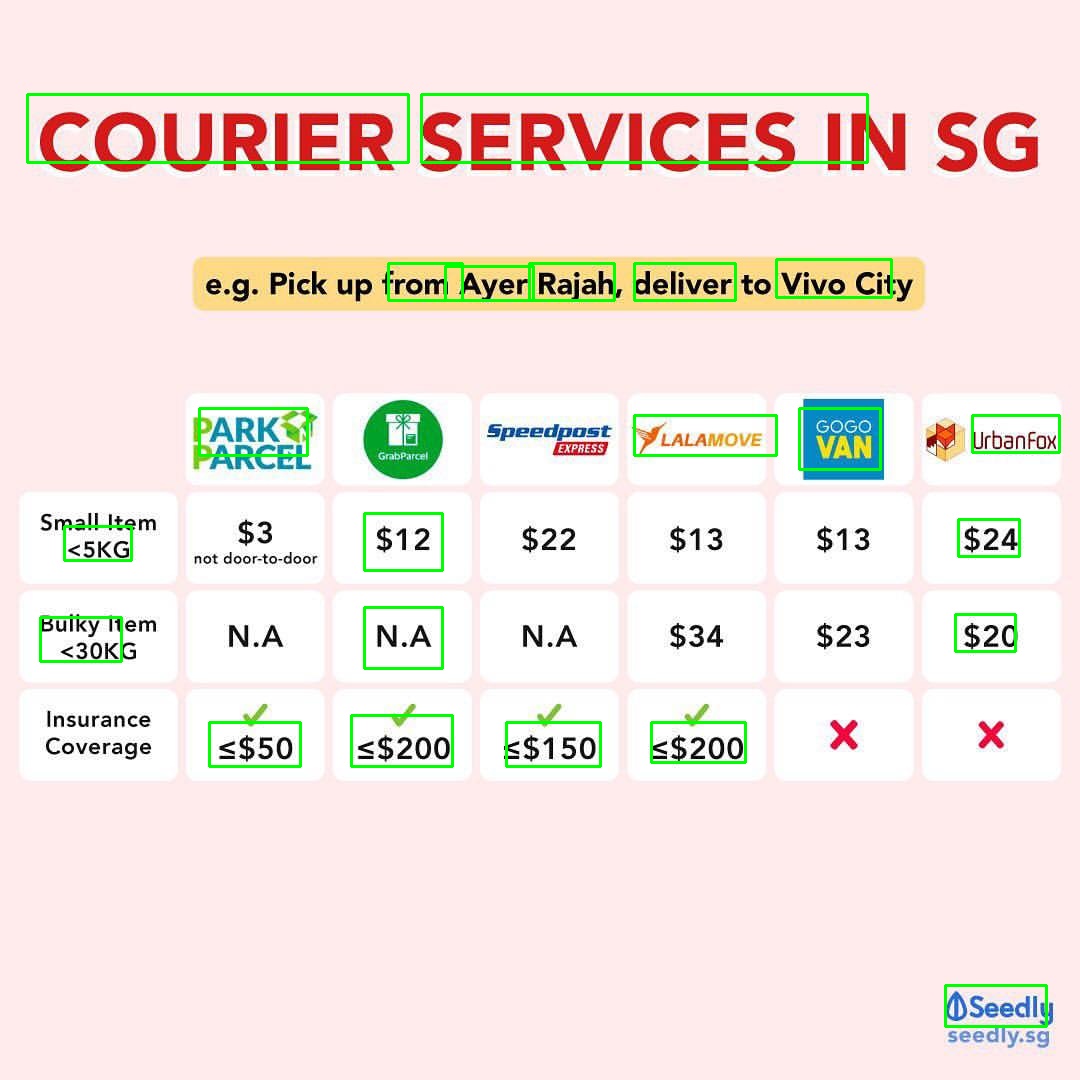 COURIER SERVICES IN SG
e.g. Pick up from Ayer Rajah, deliver to Vivo City
PARK PARCEL
GrabParcel
Speedpost EXPRESS
LALAMOVE
GOGO VAN
UrbanFox
Small Item <5KG
$3 not door-to-door
$12
$22
$13
$13
$24
Bulky Item <30KG
N.A
N.A
N.A
$34
$23
$20
Insurance Coverage
≤$50
≤$200
≤$150
≤$200
Seedly
seedly.sg